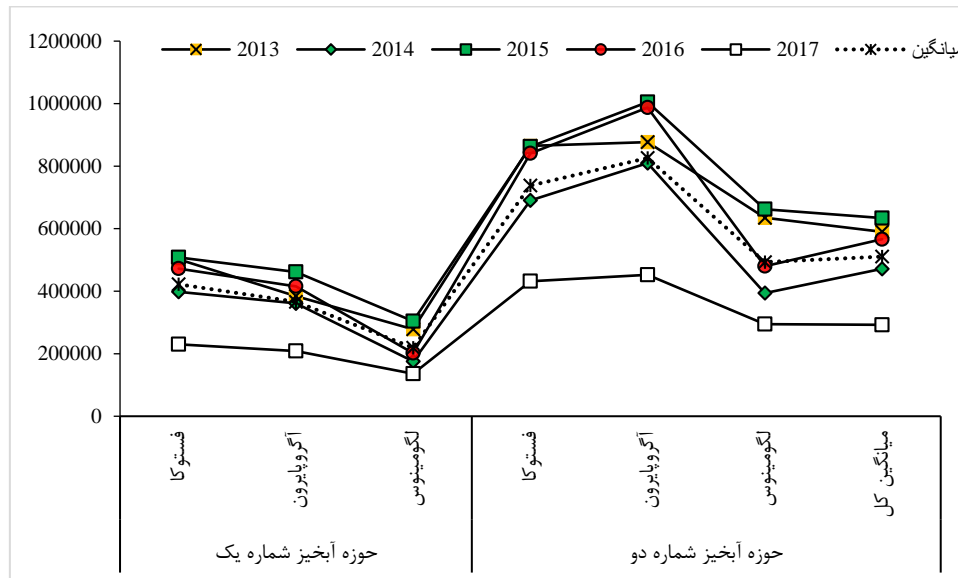 2013 2014 2015 2016 2017 میانگین
1200000
1000000
800000
600000
400000
200000
0
فستوکا آگروپایرون لگومینوس فستوکا آگروپایرون لگومینوس میانگین کل
حوزه آبخیز شماره یک حوزه آبخیز شماره دو